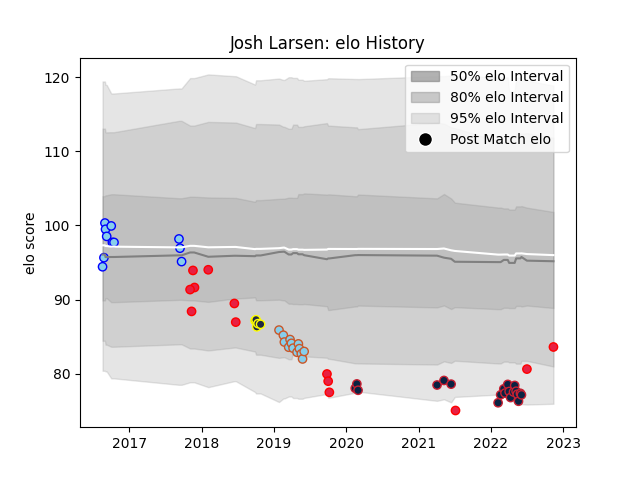 Josh Larsen: elo History
50% elo Interval
80% elo Interval
95% elo Interval
Post Match elo
elo score
120
110
100
90
80
2017 2018 2019 2020 2021 2022 2023